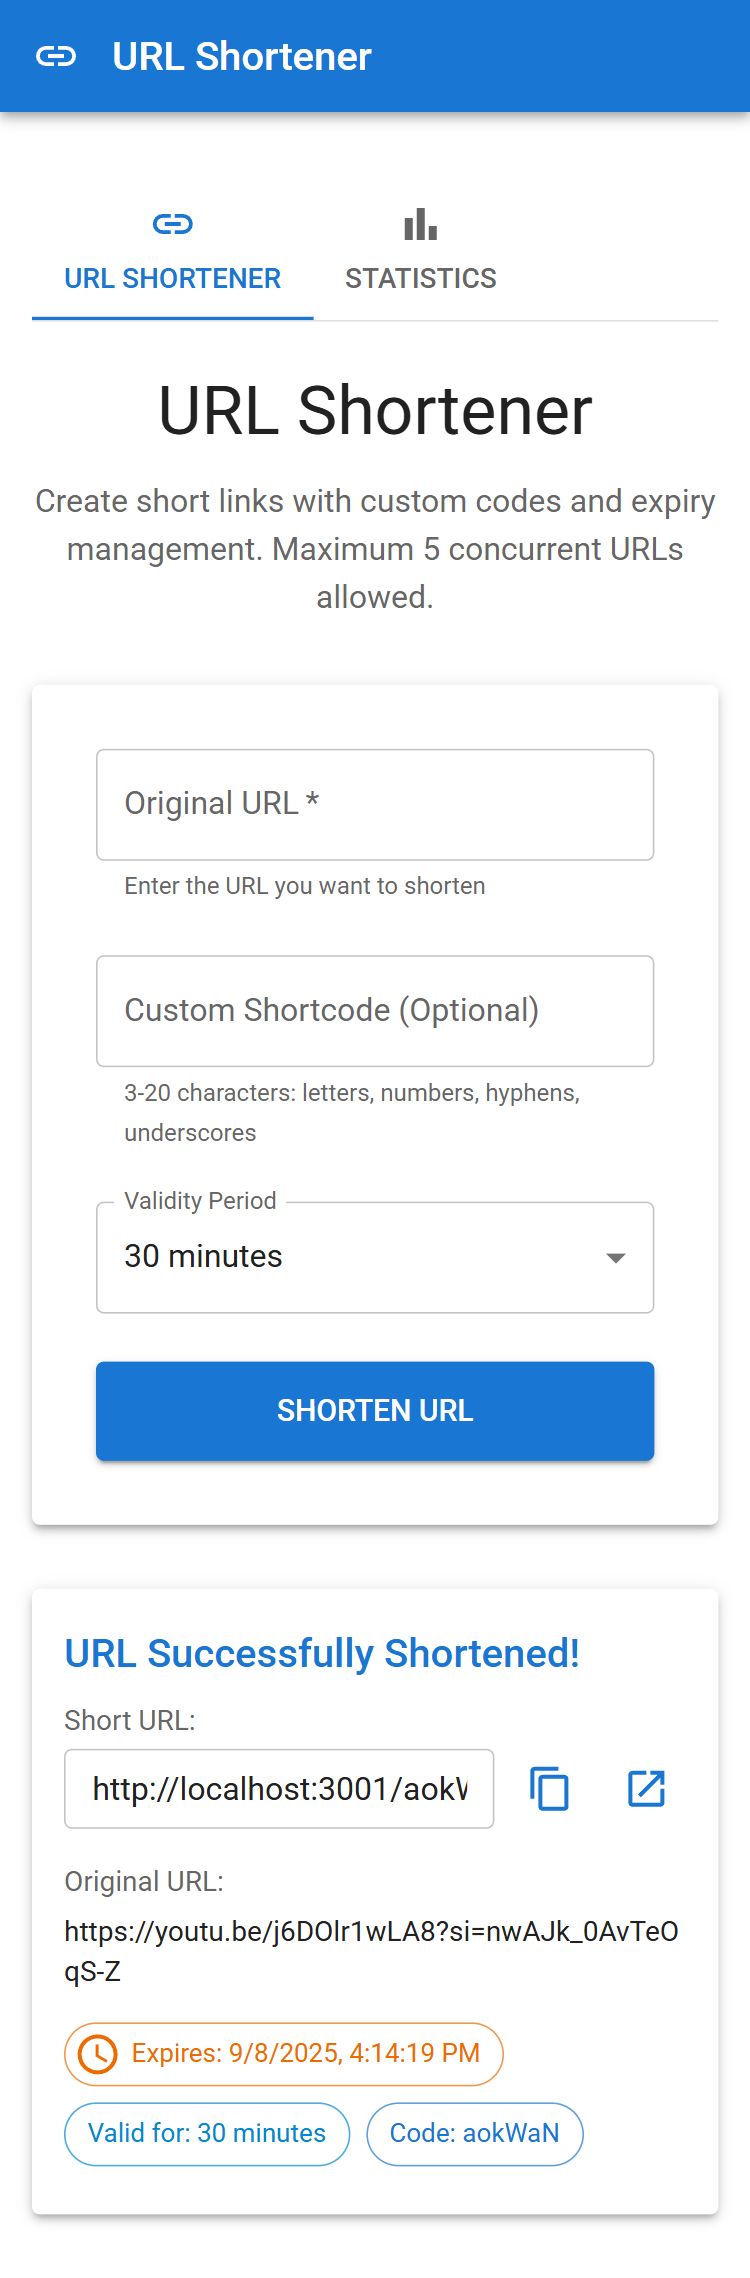 URL Shortener
URL SHORTENER
STATISTICS
URL Shortener
Create short links with custom codes and expiry
management. Maximum 5 concurrent URLs
allowed.
Original URL *
Enter the URL you want to shorten
Custom Shortcode (Optional)
3-20 characters: letters, numbers, hyphens,
underscores
Validity Period
30 minutes
SHORTEN URL
URL Successfully Shortened!
Short URL:
http://localhost:3001/aokW
Original URL:
https://youtu.be/j6DOlr1wLA8?si=nwAJk_0AvTeO
qS-Z
Expires: 9/8/2025, 4:14:19 PM
Valid for: 30 minutes
Code: aokWaN